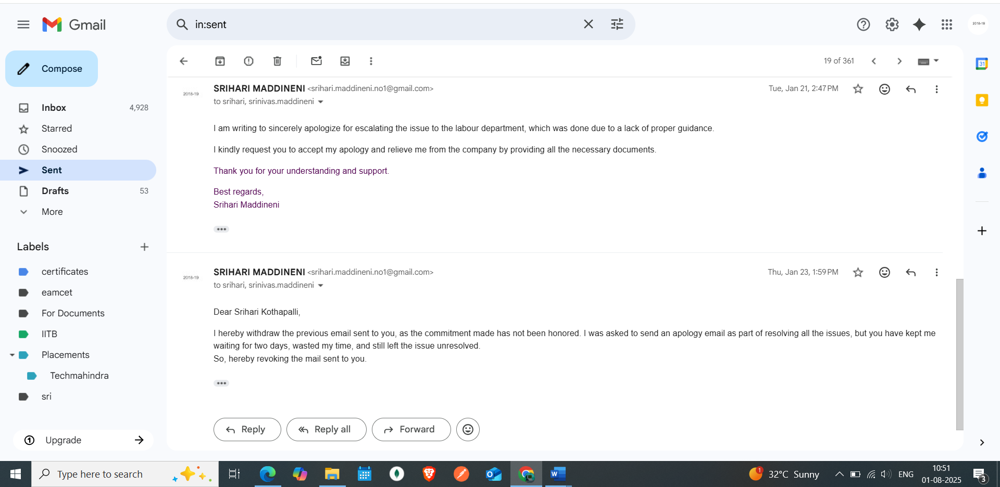 Gmail
in:sent
2018-19
Compose
19 of 361
31
SRIHARI MADDINENI <srihari.maddineni.no1@gmail.com>
Tue, Jan 21, 2:47 PM
2018-19
to srihari, srinivas.maddineni
Inbox 4,928
Starred
Snoozed
Sent
Drafts 53
More
I am writing to sincerely apologize for escalating the issue to the labour department, which was done due to a lack of proper guidance.
I kindly request you to accept my apology and relieve me from the company by providing all the necessary documents.
Thank you for your understanding and support.
Best regards,
Srihari Maddineni
Labels
certificates
eamcet
For Documents
IITB
Placements
Techmahindra
sri
SRIHARI MADDINENI <srihari.maddineni.no1@gmail.com>
Thu, Jan 23, 1:59 PM
2018-19
to srihari, srinivas.maddineni
Dear Srihari Kothapalli,
I hereby withdraw the previous email sent to you, as the commitment made has not been honored. I was asked to send an apology email as part of resolving all the issues, but you have kept me
waiting for two days, wasted my time, and still left the issue unresolved.
So, hereby revoking the mail sent to you.
Reply
Reply all
Forward
Upgrade
Type here to search
1
32°C Sunny
ENG
10:51
01-08-2025
3